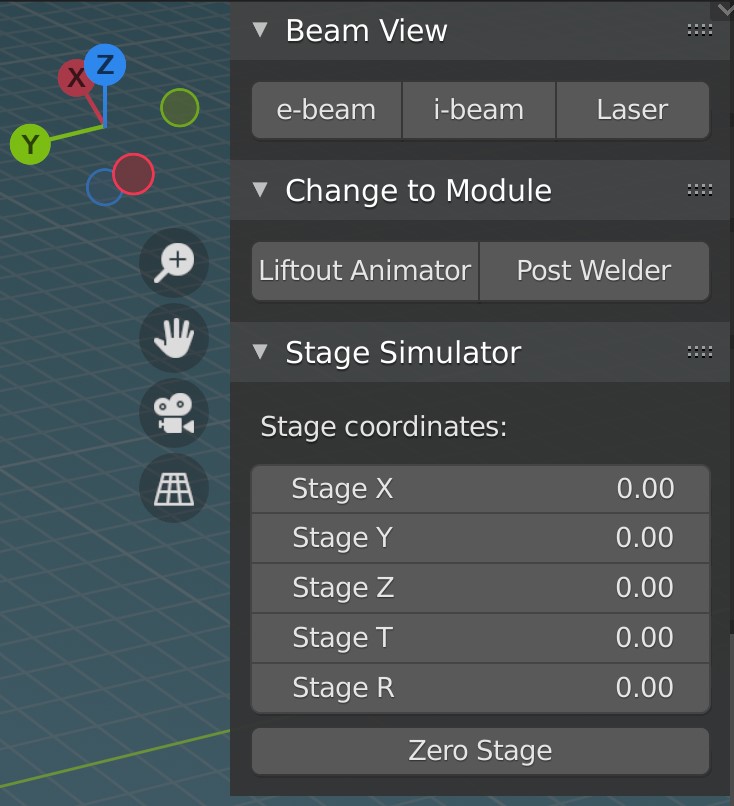 Beam View
X Z
Y
e-beam i-beam Laser
Change to Module
Liftout Animator Post Welder
Stage Simulator
Stage coordinates:
Stage X 0.00
Stage Y 0.00
Stage Z 0.00
Stage T 0.00
Stage R 0.00
Zero Stage